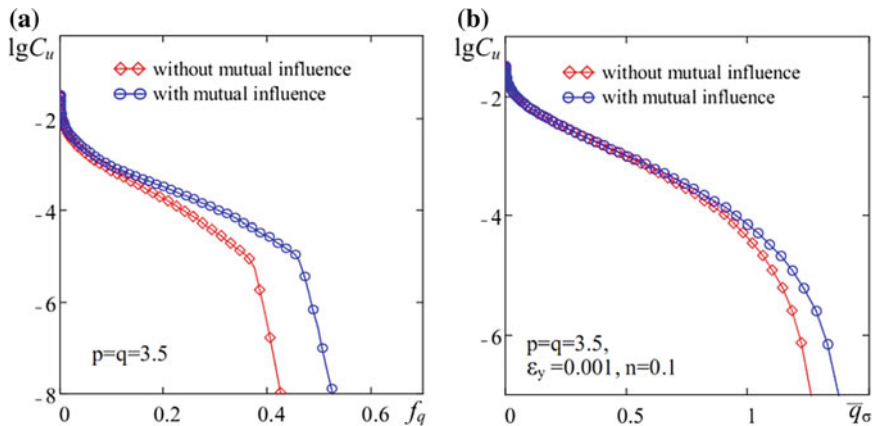 (a)
lgC_u
without mutual influence
with mutual influence
-2
-4
-6
-8
p=q=3.5
0 0.2 0.4 f_q 0.6
(b)
lgC_u
without mutual influence
with mutual influence
-2
-4
-6
p=q=3.5,
ε_y =0.001, n=0.1
0 0.5 1 q̅_σ